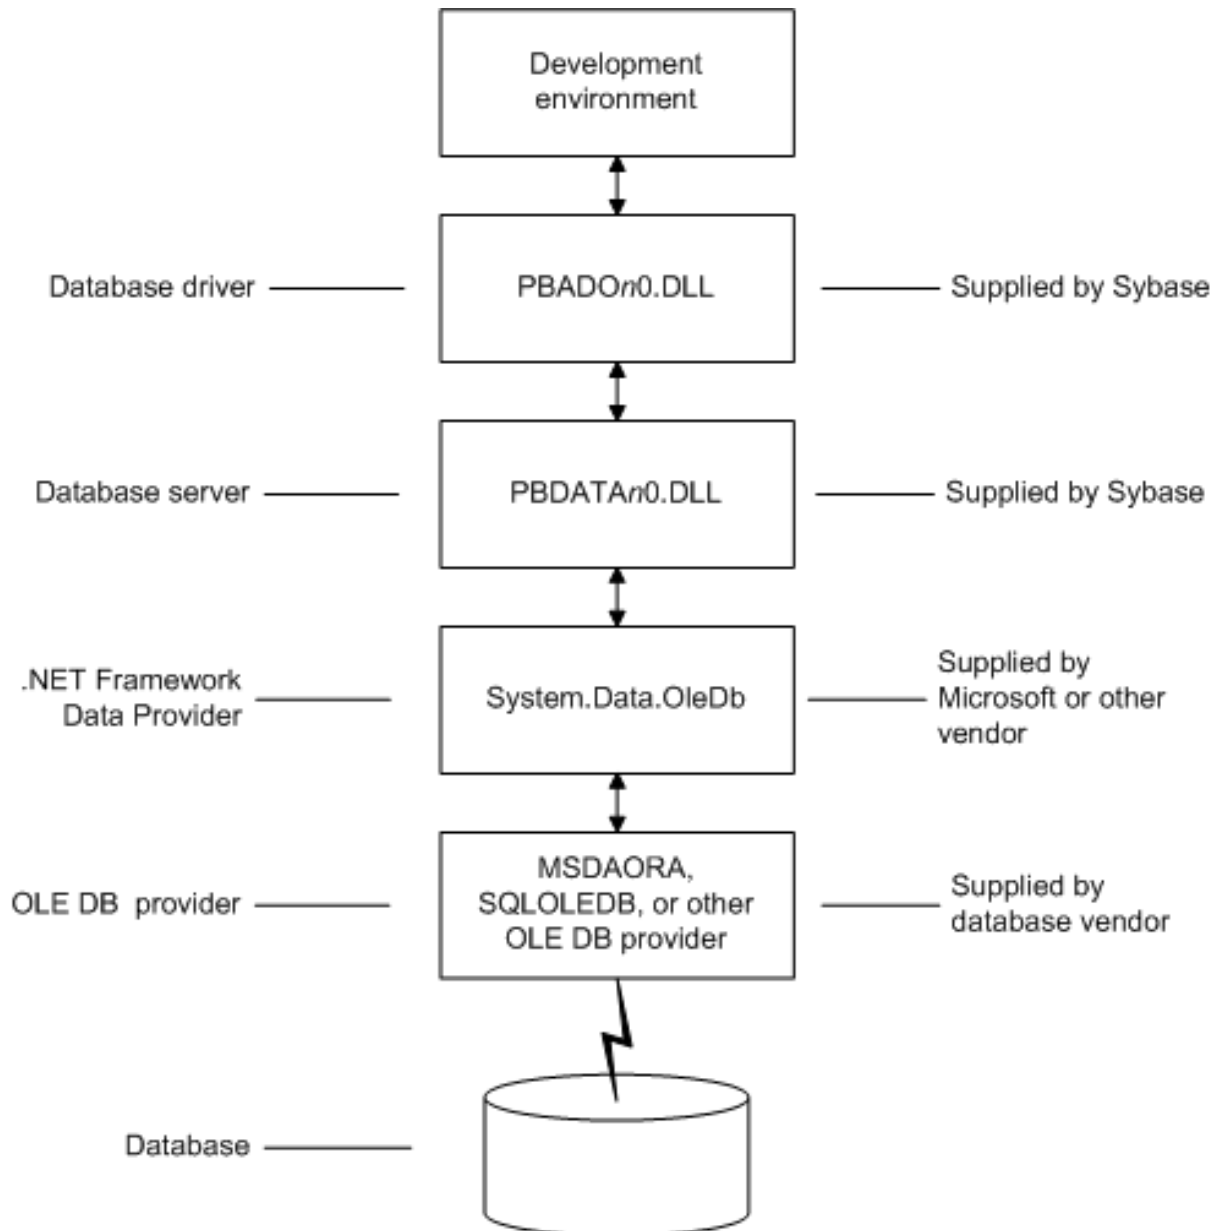 Development
environment
Database driver
PBADOn0.DLL
Supplied by Sybase
Database server
PBDATAn0.DLL
Supplied by Sybase
.NET Framework
Data Provider
System.Data.OleDb
Supplied by
Microsoft or other
vendor
OLE DB  provider
MSDAORA,
SQLOLEDB, or other
OLE DB provider
Supplied by
database vendor
Database